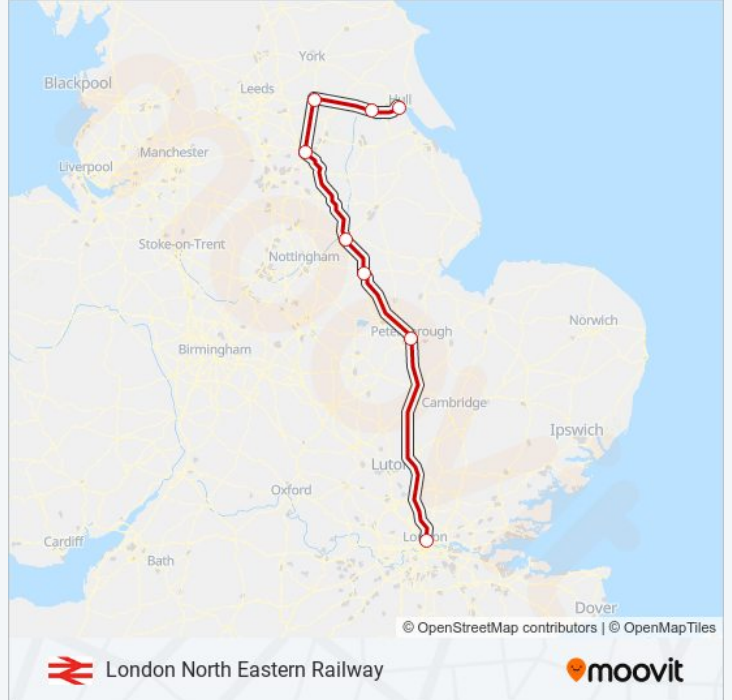 York
Blackpool
Leeds
Hull
Manchester
Liverpool
Stoke-on-Trent
Nottingham
Peterborough
Norwich
Birmingham
Cambridge
Ipswich
Luton
Oxford
London
Cardiff
Bath
Dover
© OpenStreetMap contributors | © OpenMapTiles
London North Eastern Railway
moovit